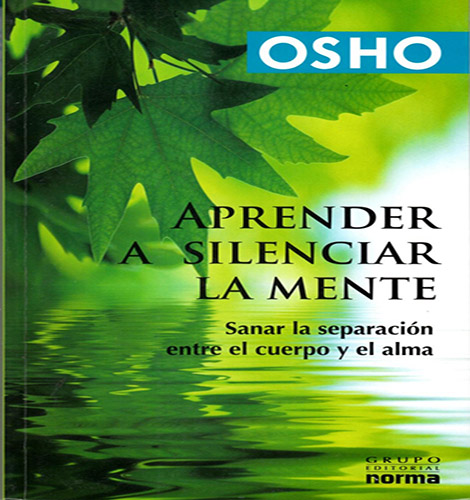 OSHO
APRENDER
A SILENCIAR
LA MENTE
Sanar la separación
entre el cuerpo y el alma
GRUPO
EDITORIAL
norma